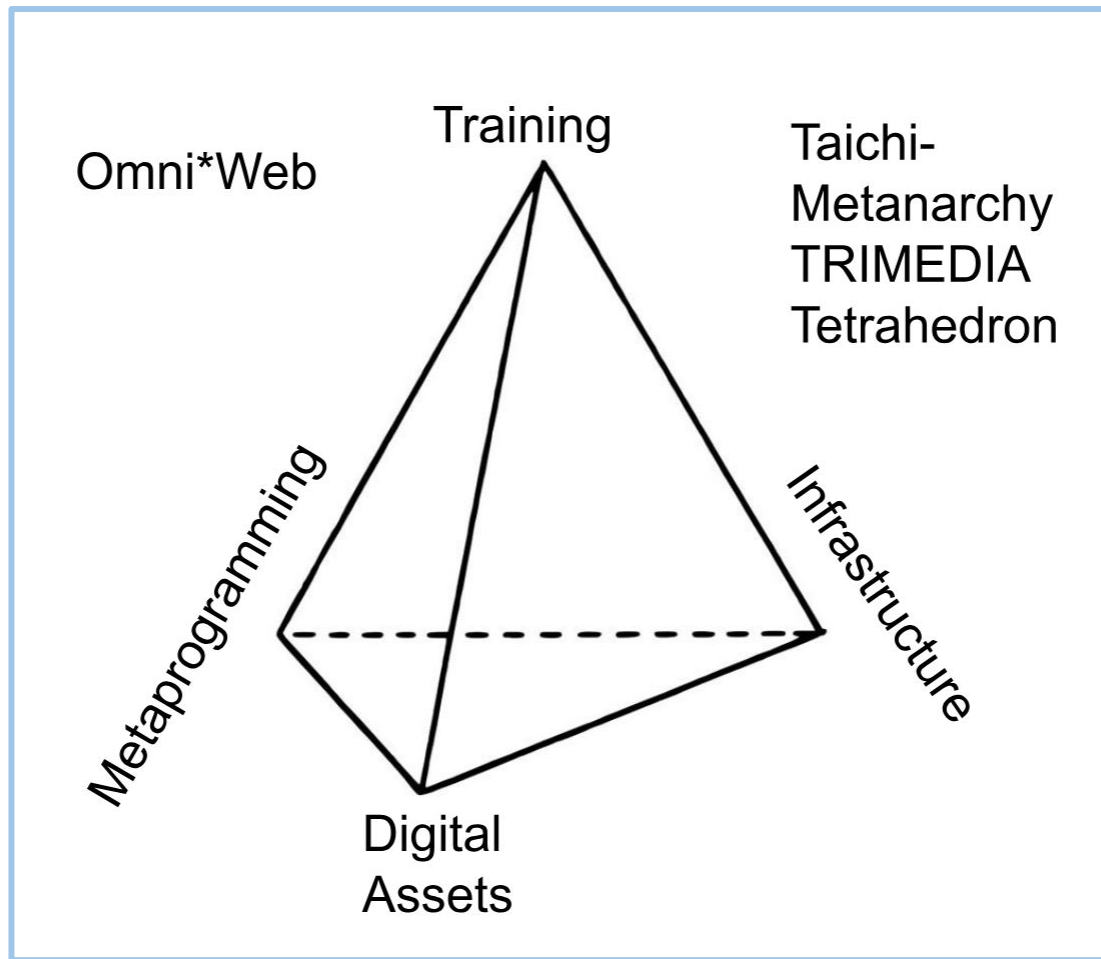 Training
Omni*Web
Taichi-
Metanarchy
TRIMEDIA
Tetrahedron
Metaprogramming
Infrastructure
Digital
Assets